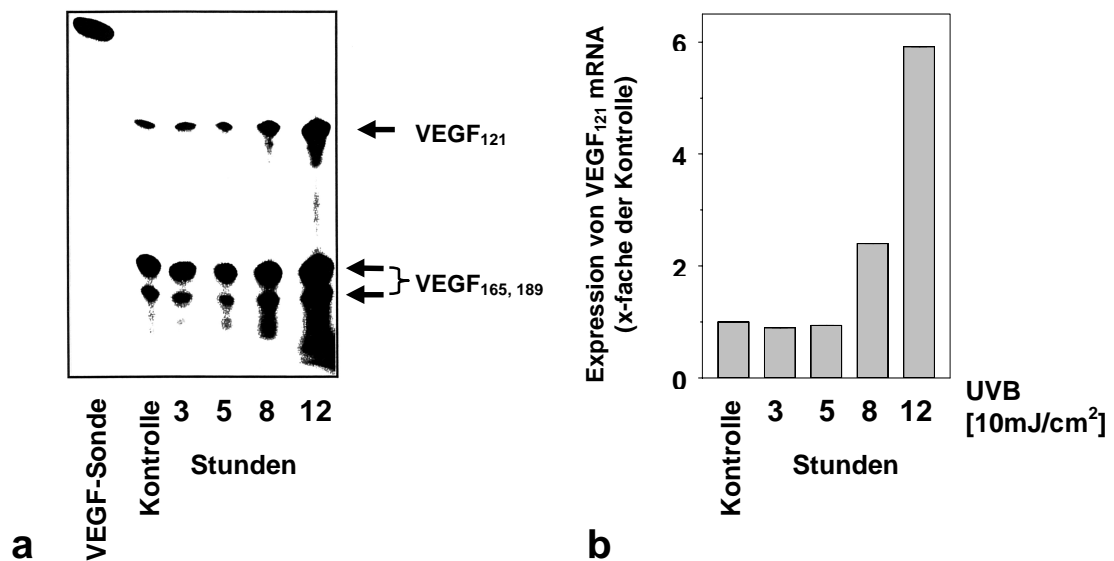 VEGF121
VEGF165, 189
VEGF-Sonde
Kontrolle
3 5 8 12
Stunden
a
Expression von VEGF121 mRNA
(x-fache der Kontrolle)
6
4
2
0
Kontrolle
3 5 8 12
Stunden
UVB
[10mJ/cm²]
b